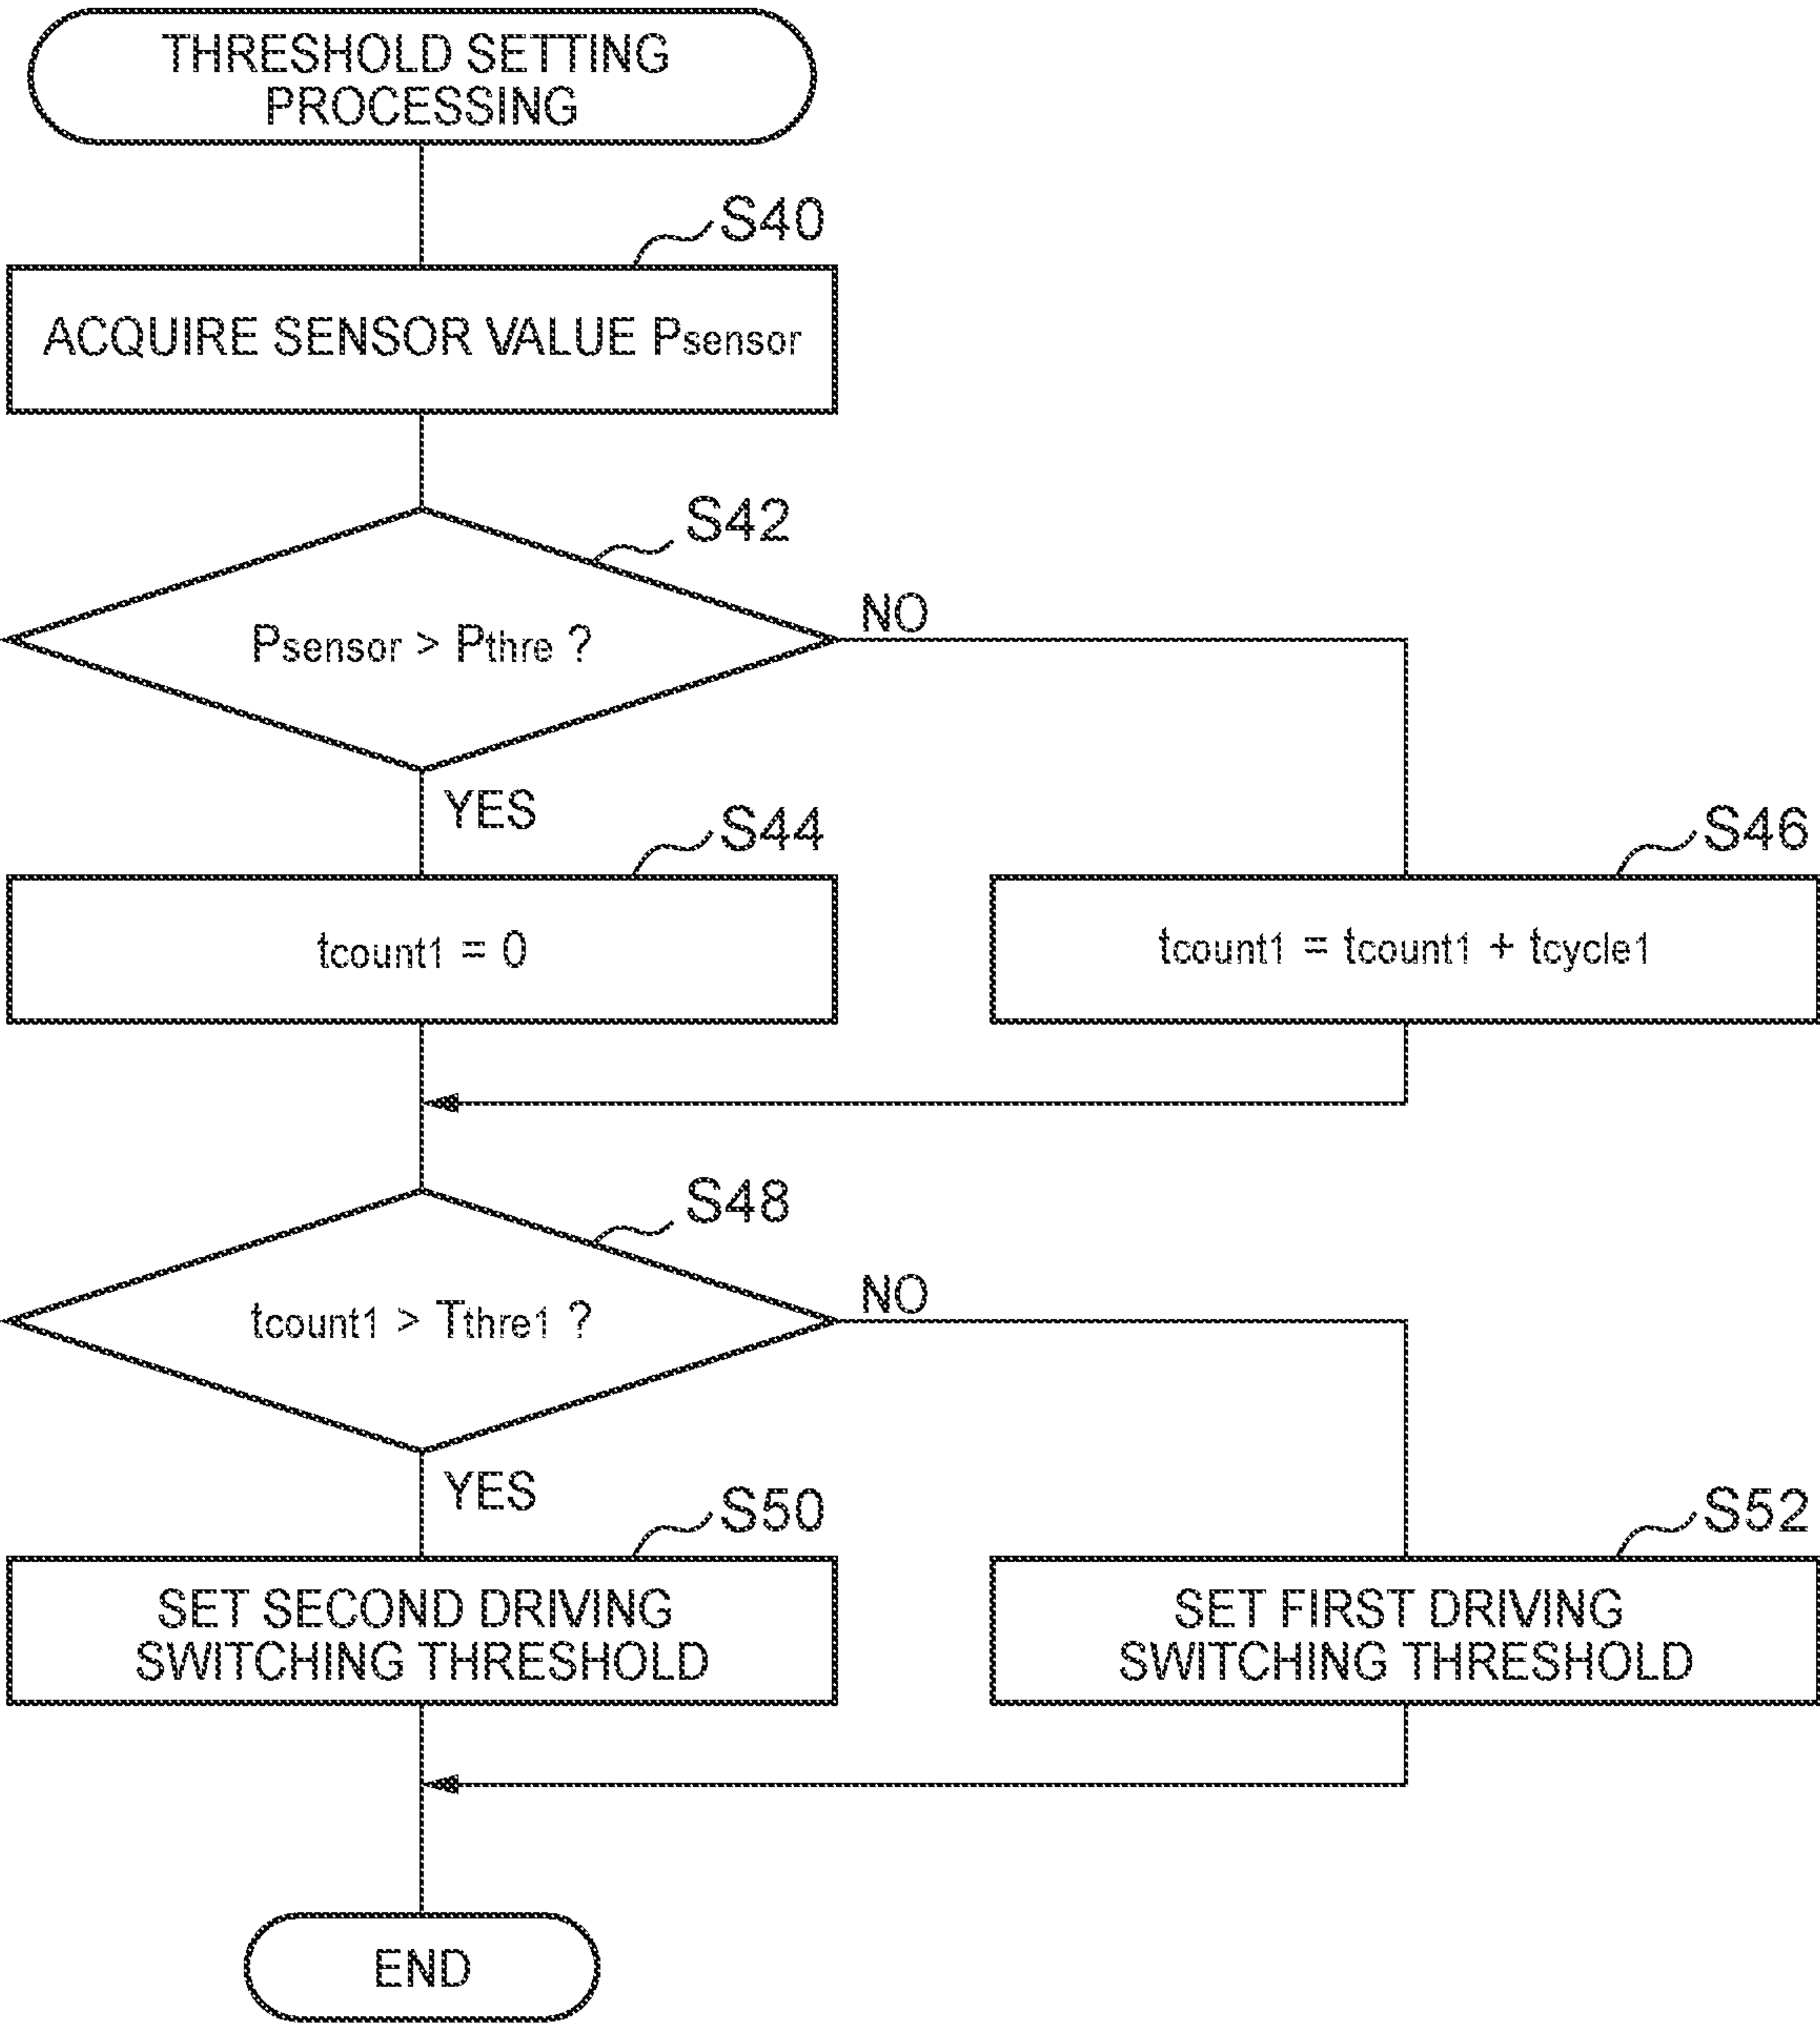 THRESHOLD SETTING
PROCESSING
S40
ACQUIRE SENSOR VALUE Psensor
S42
Psensor > Pthre ?
NO
YES
S44
S46
tcount1 = 0
tcount1 = tcount1 + tcycle1
S48
tcount1 > Tthre1 ?
NO
YES
S50
S52
SET SECOND DRIVING
SWITCHING THRESHOLD
SET FIRST DRIVING
SWITCHING THRESHOLD
END